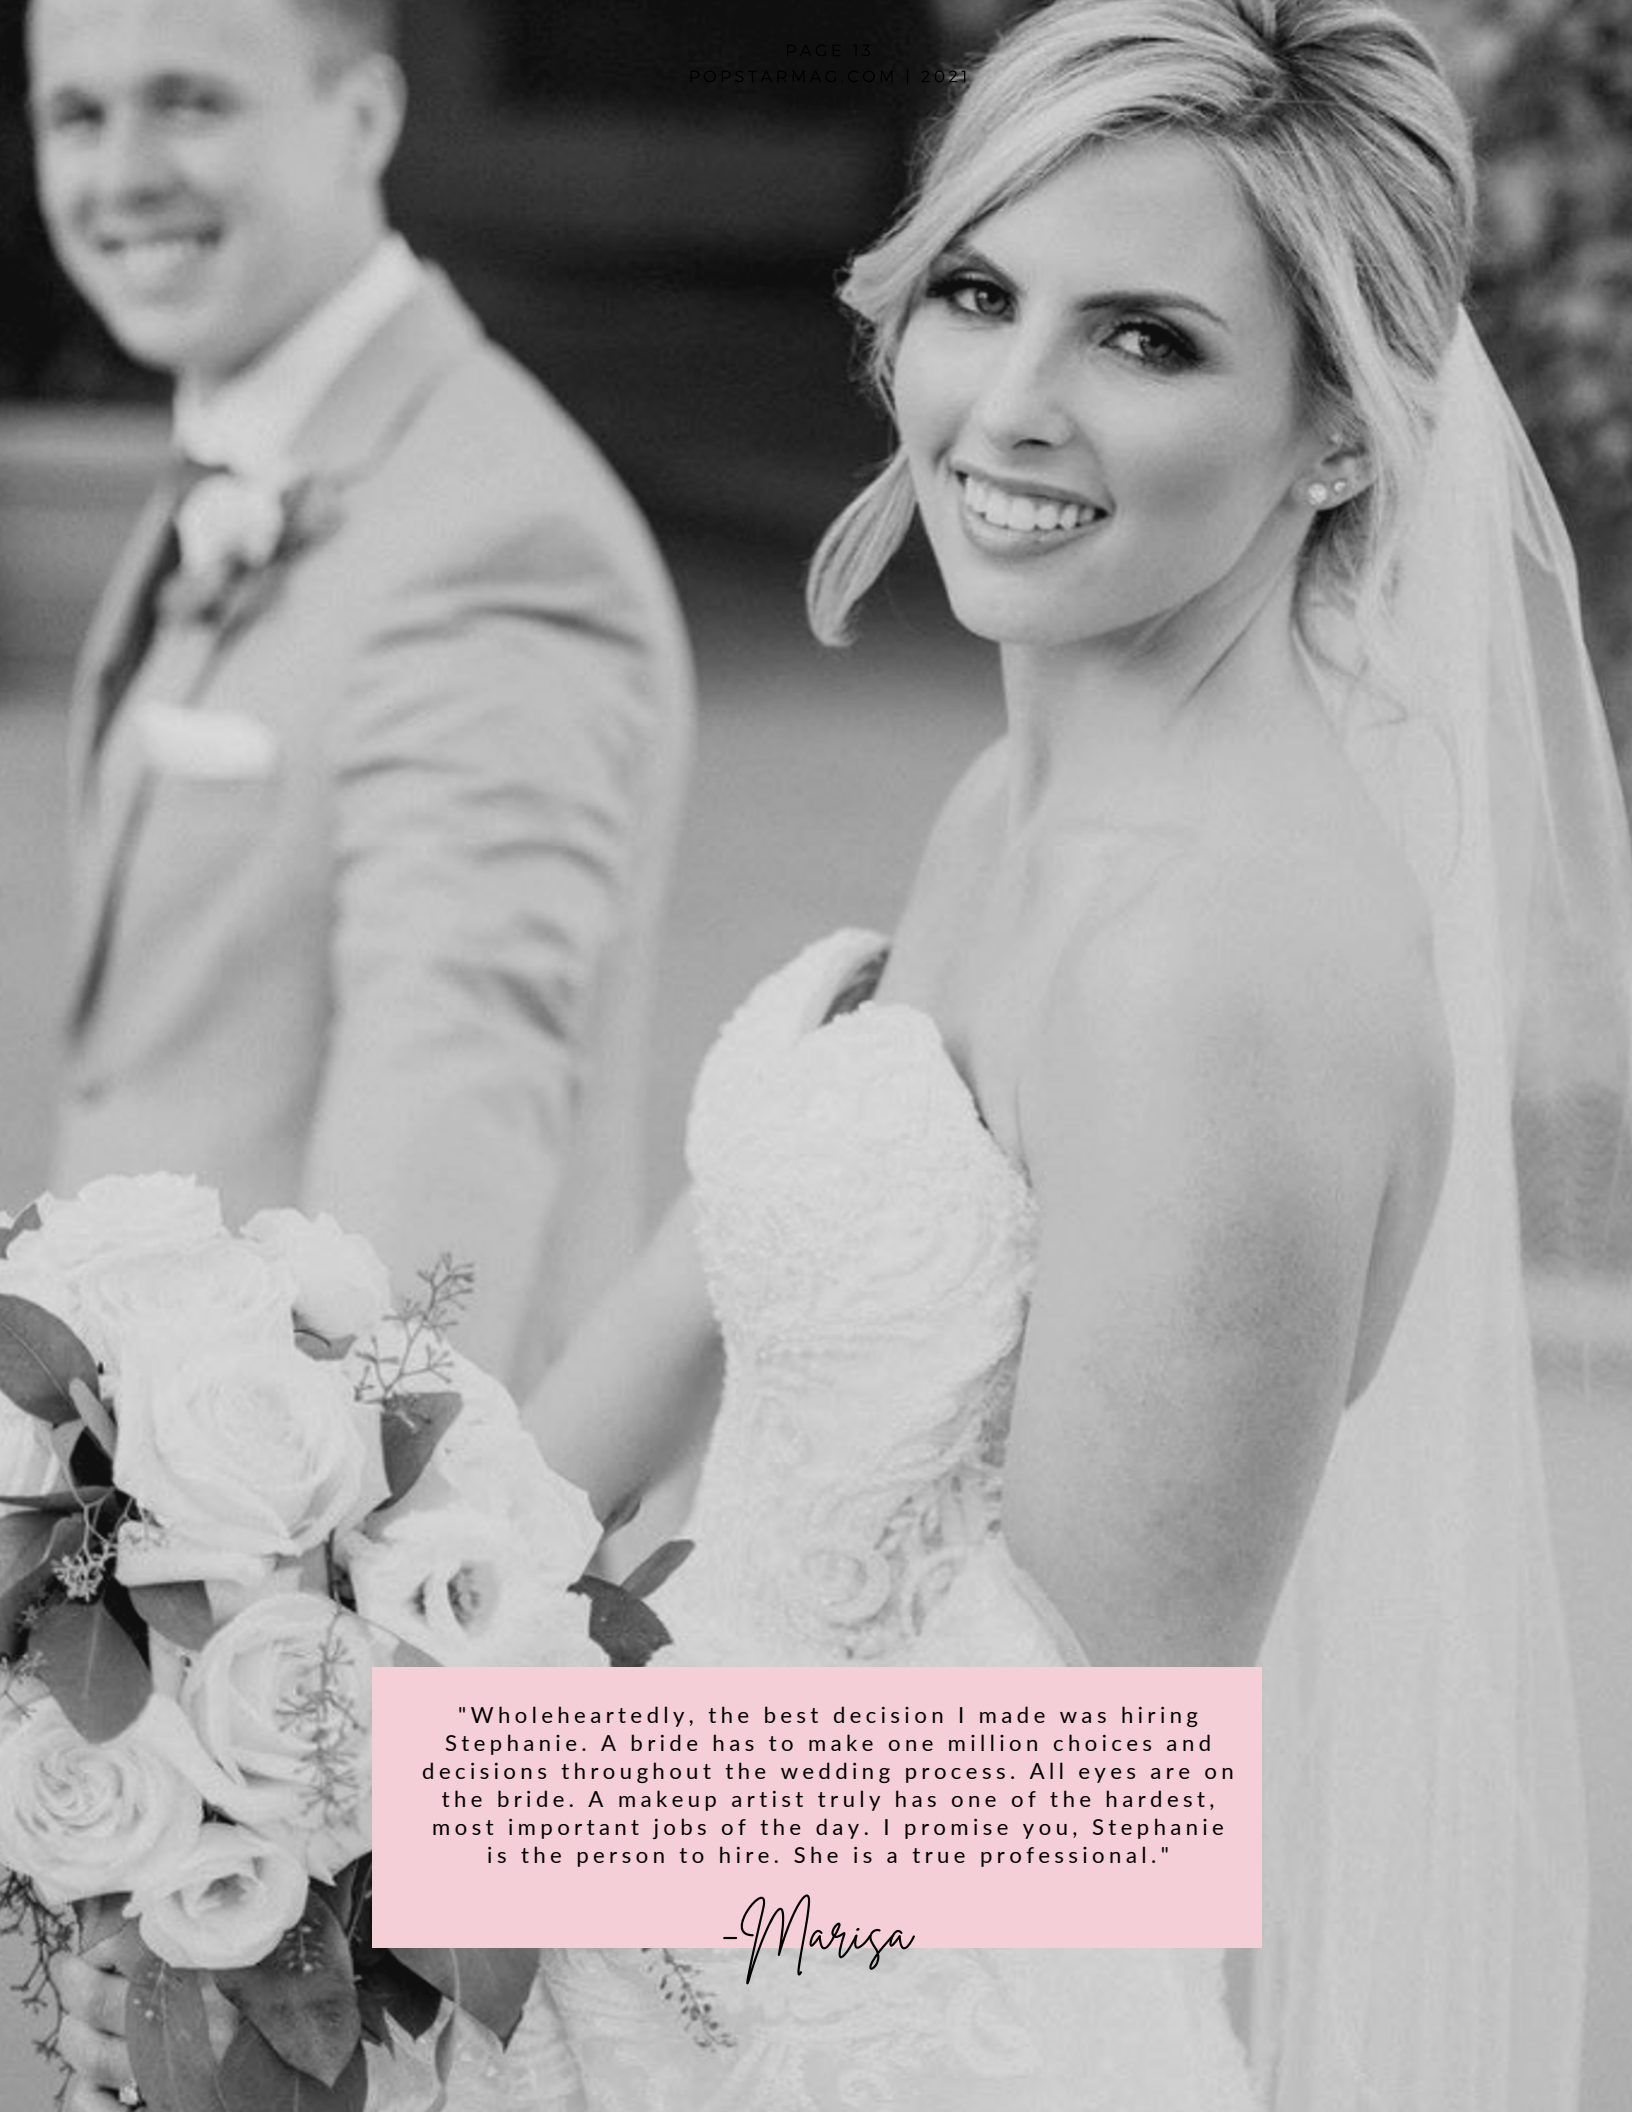 PAGE 13
POPSTARMAG.COM | 2021
"Wholeheartedly, the best decision I made was hiring
Stephanie. A bride has to make one million choices and
decisions throughout the wedding process. All eyes are on
the bride. A makeup artist truly has one of the hardest,
most important jobs of the day. I promise you, Stephanie
is the person to hire. She is a true professional."
-Marisa